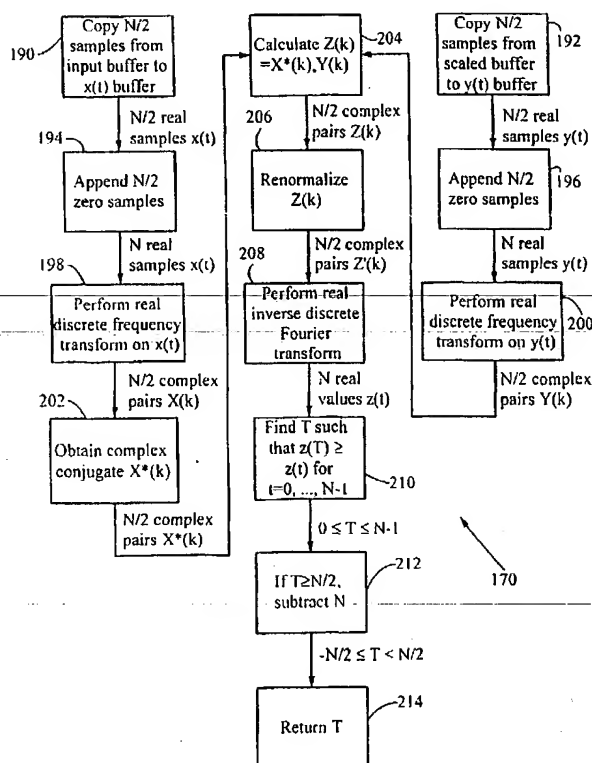 190
Copy N/2
samples from
input buffer to
x(t) buffer
N/2 real
samples x(t)
194
Append N/2
zero samples
N real
samples x(t)
198
Perform real
discrete frequency
transform on x(t)
N/2 complex
pairs X(k)
202
Obtain complex
conjugate X*(k)
N/2 complex
pairs X*(k)
Calculate Z(k)
=X*(k).Y(k)
204
N/2 complex
pairs Z(k)
206
Renormalize
Z(k)
N/2 complex
pairs Z'(k)
208
Perform real
inverse discrete
Fourier
transform
N real
values z(t)
Find T such
that z(T) ≥
z(t) for
t=0, ..., N-1
210
0 ≤ T ≤ N-1
If T≥N/2,
subtract N
212
-N/2 ≤ T < N/2
Return T
214
Copy N/2
samples from
scaled buffer
to y(t) buffer
192
N/2 real
samples y(t)
Append N/2
zero samples
196
N real
samples y(t)
Perform real
discrete frequency
transform on y(t)
200
N/2 complex
pairs Y(k)
170